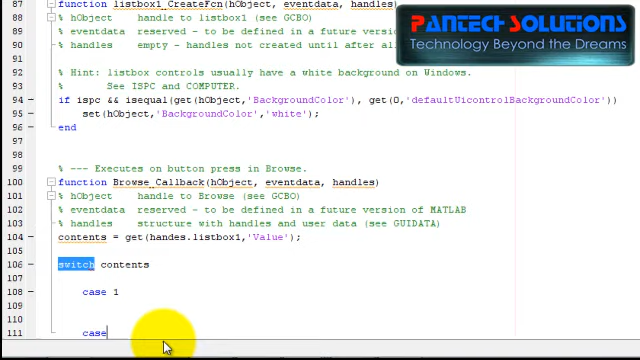 87 function listbox1_CreateFcn(hObject, eventdata, handles)
88 % hObject    handle to listbox1 (see GCBO)
89 % eventdata  reserved - to be defined in a future ver
90 % handles    empty - handles not created until after al
91
92 % Hint: listbox controls usually have a white background on Windows.
93 %       See ISPC and COMPUTER.
94 if ispc && isequal(get(hObject,'BackgroundColor'), get(0,'defaultUicontrolBackgroundColor'))
95 set(hObject,'BackgroundColor','white');
96 end
97
98
99 % --- Executes on button press in Browse.
100 function Browse_Callback(hObject, eventdata, handles)
101 % hObject    handle to Browse (see GCBO)
102 % eventdata  reserved - to be defined in a future version of MATLAB
103 % handles    structure with handles and user data (see GUIDATA)
104 contents = get(handes.listbox1,'Value');
105
106 switch contents
107
108 case 1
109
110
111 case
Pantech Solutions
Technology Beyond the Dreams